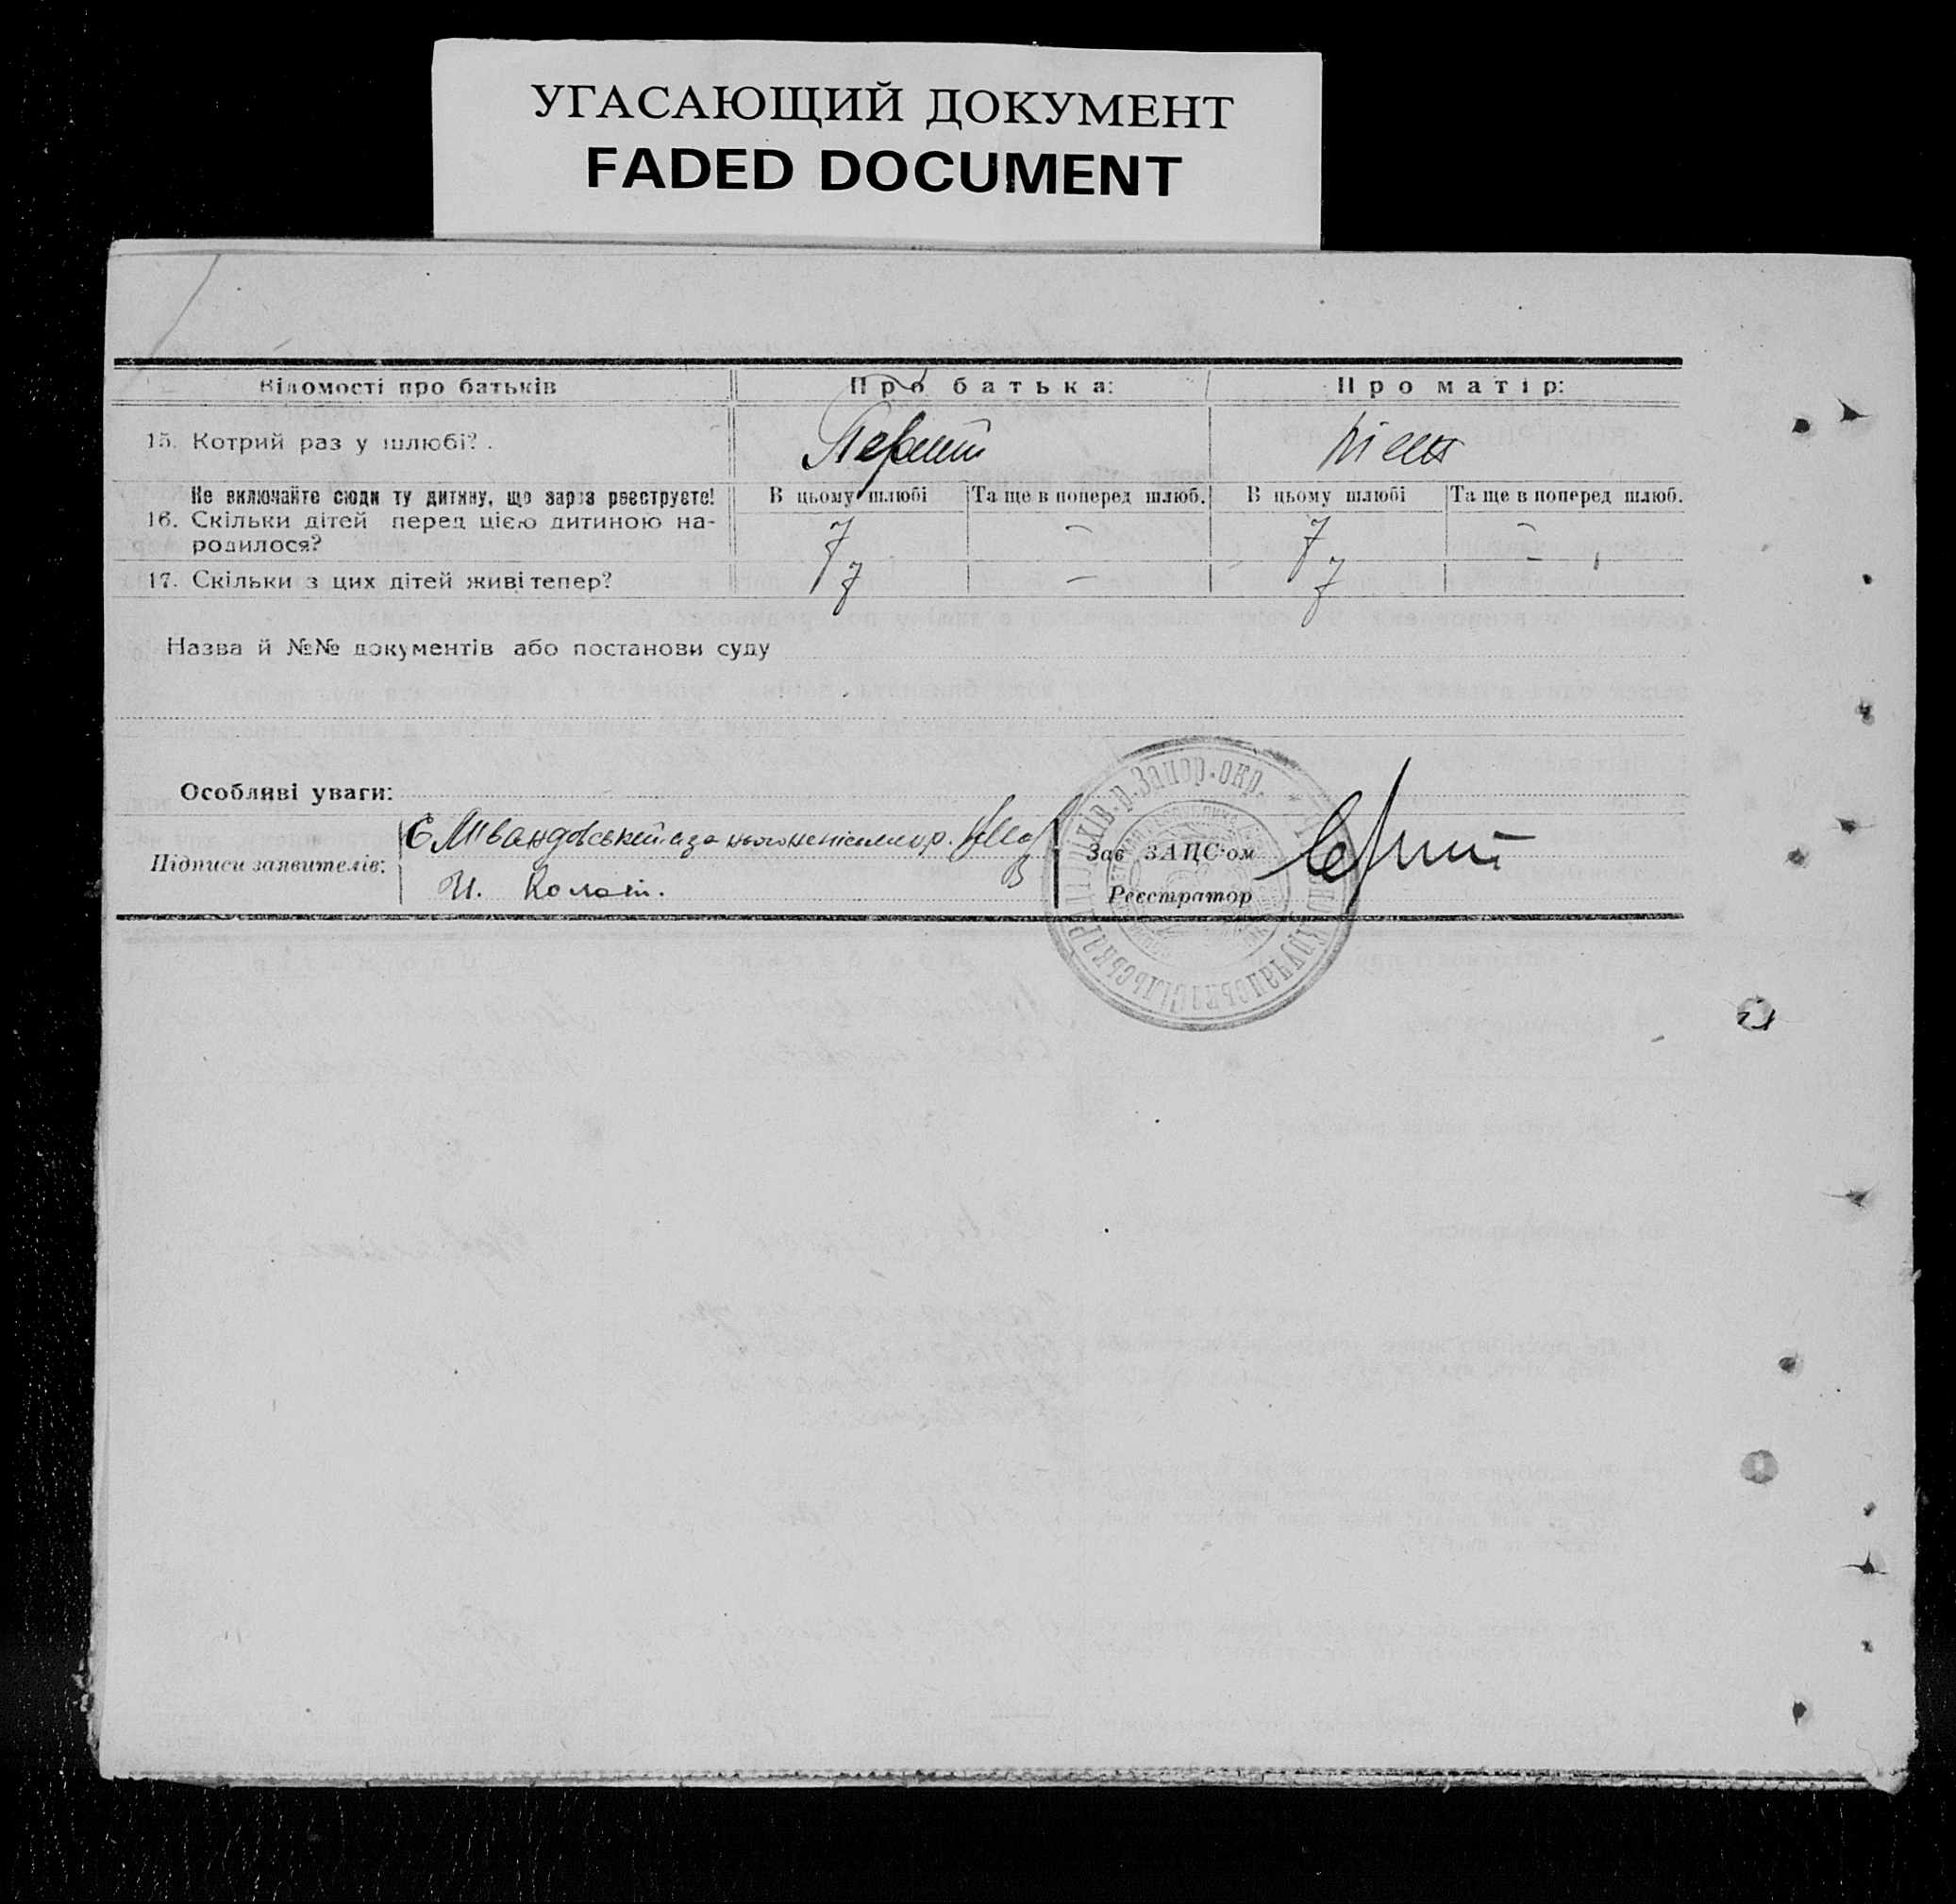 УГАСАЮЩИЙ ДОКУМЕНТ
FADED DOCUMENT
Відомості про батьків Про батька: Про матір:
15. Котрий раз у шлюбі? Перший
Не включайте сюди ту дитину, що зараз реєструєте! В цьому шлюбі Та ще в поперед шлюб. В цьому шлюбі Та ще в поперед шлюб.
16. Скільки дітей перед цією дитиною на-
родилося? 7 – 7 –
17. Скільки з цих дітей живі тепер? 7 – 7 –
Назва й №№ документів або постанови суду
Особливі уваги:
Підписи заявителів:
Зав ЗАЦС'ом
Реєстратор